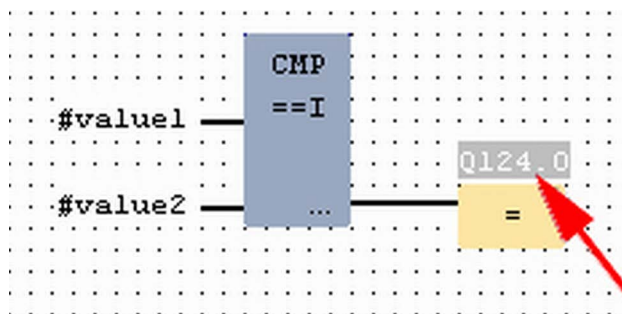 CMP
==I
#value1
Q124.0
#value2
...
=